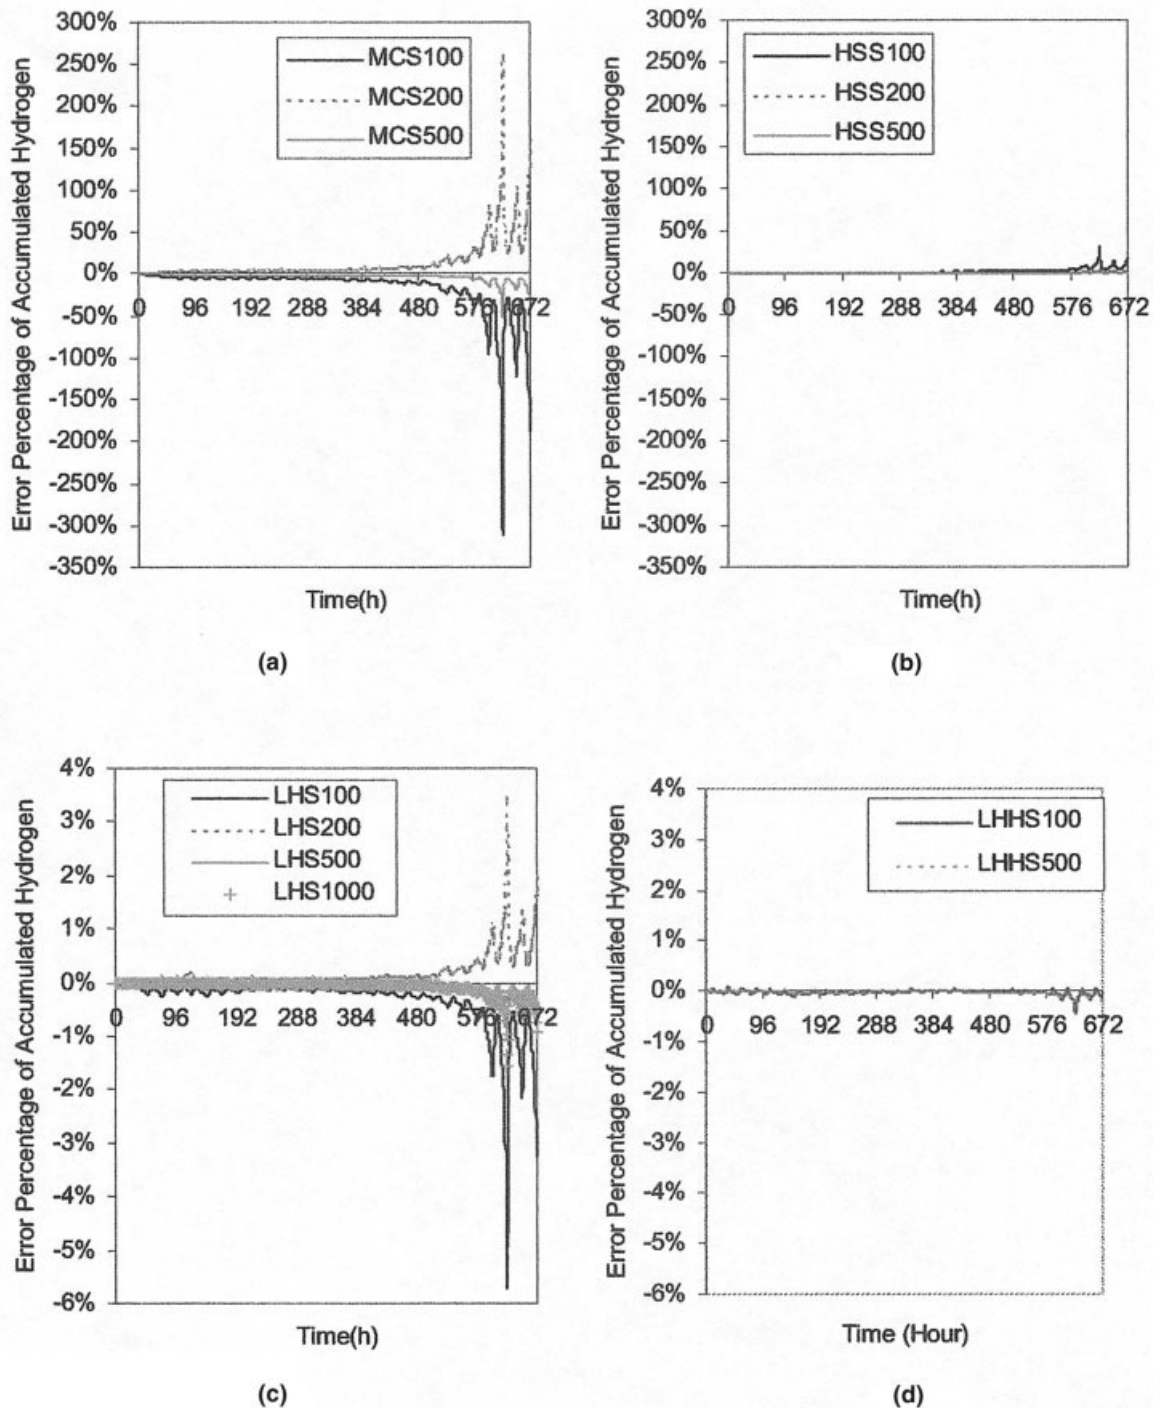 300%
250%
200%
150%
100%
50%
0%
-50%
-100%
-150%
-200%
-250%
-300%
-350%
Error Percentage of Accumulated Hydrogen
MCS100
MCS200
MCS500
0 96 192 288 384 480 576 672
Time(h)
(a)
300%
250%
200%
150%
100%
50%
0%
-50%
-100%
-150%
-200%
-250%
-300%
-350%
Error Percentage of Accumulated Hydrogen
HSS100
HSS200
HSS500
0 96 192 288 384 480 576 672
Time(h)
(b)
4%
3%
2%
1%
0%
-1%
-2%
-3%
-4%
-5%
-6%
Error Percentage of Accumulated Hydrogen
LHS100
LHS200
LHS500
LHS1000
0 96 192 288 384 480 576 672
Time(h)
(c)
4%
3%
2%
1%
0%
-1%
-2%
-3%
-4%
-5%
-6%
Error Percentage of Accumulated Hydrogen
LHHS100
LHHS500
0 96 192 288 384 480 576 672
Time (Hour)
(d)